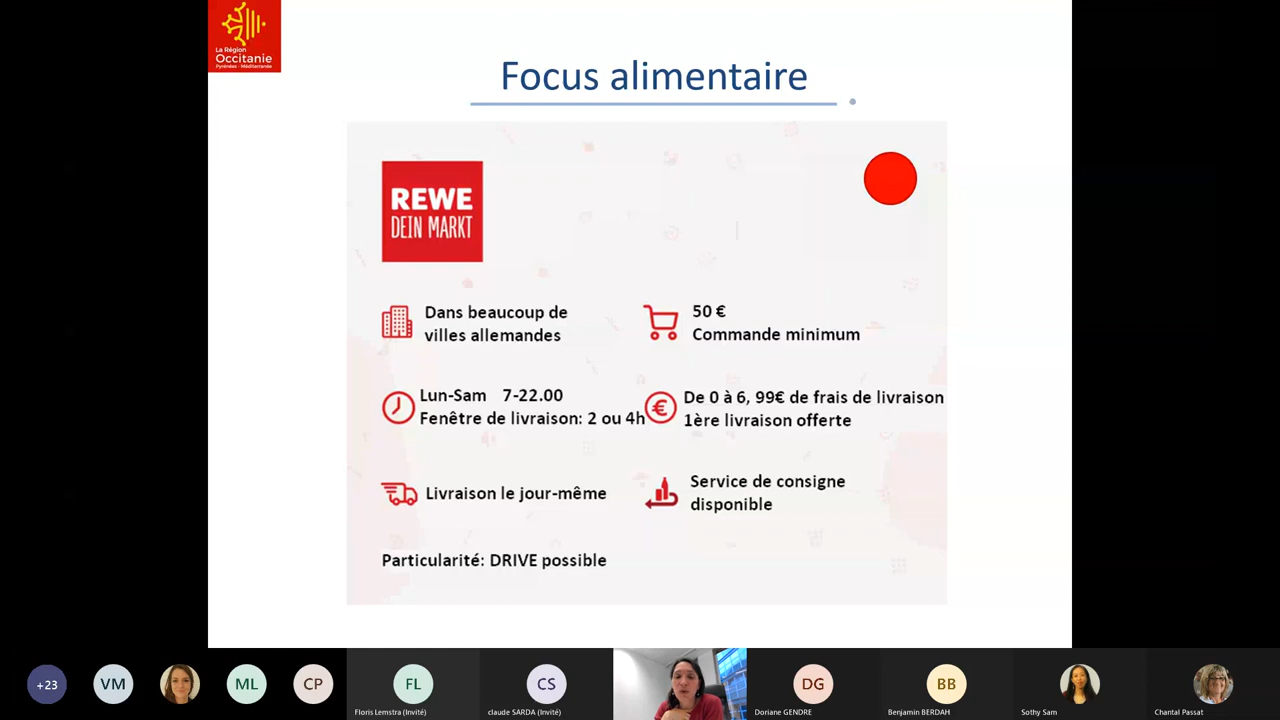 La Région
Occitanie
Pyrénées - Méditerranée
Focus alimentaire
REWE
DEIN MARKT
Dans beaucoup de
villes allemandes
50 €
Commande minimum
Lun-Sam 7-22.00
Fenêtre de livraison: 2 ou 4h
De 0 à 6, 99€ de frais de livraison
1ère livraison offerte
Livraison le jour-même
Service de consigne
disponible
Particularité: DRIVE possible
+23
VM
ML
CP
FL
Floris Lemstra (Invité)
CS
claude SARDA (Invité)
DG
Doriane GENDRE
BB
Benjamin BERDAH
Sothy Sam
Chantal Passat